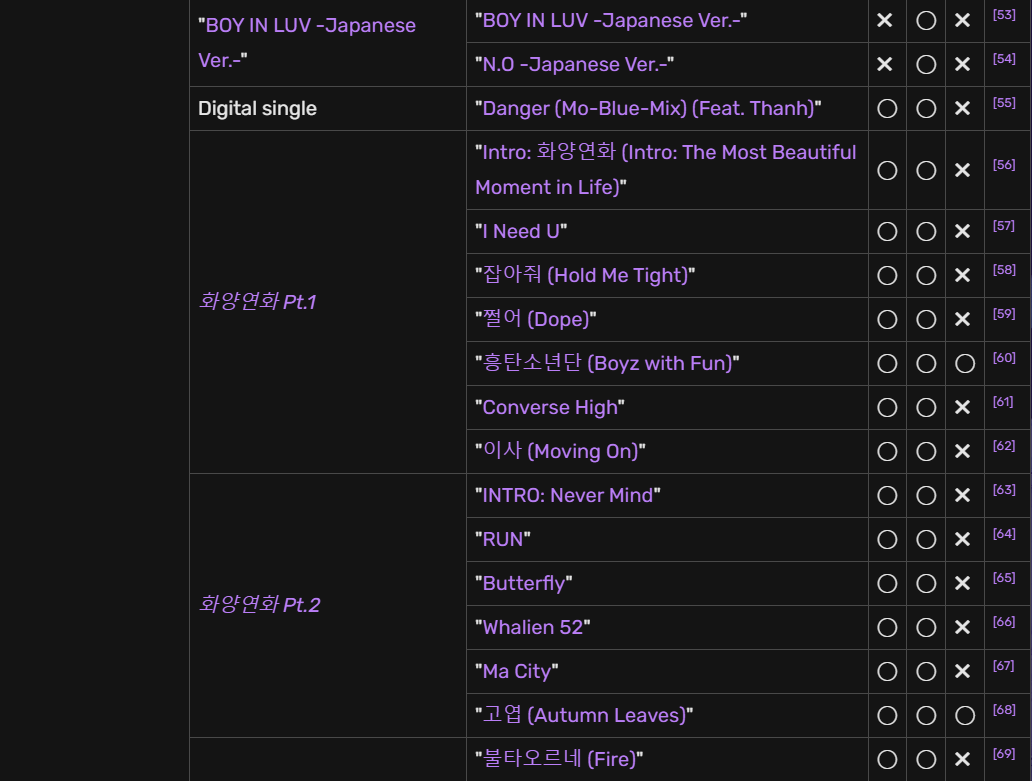 "BOY IN LUV -Japanese
Ver.-"
"BOY IN LUV -Japanese Ver.-" ✕ ○ ✕ [53]
"N.O -Japanese Ver.-" ✕ ○ ✕ [54]
Digital single
"Danger (Mo-Blue-Mix) (Feat. Thanh)" ○ ○ ✕ [55]
화양연화 Pt.1
"Intro: 화양연화 (Intro: The Most Beautiful
Moment in Life)" ○ ○ ✕ [56]
"I Need U" ○ ○ ✕ [57]
"잡아줘 (Hold Me Tight)" ○ ○ ✕ [58]
"쩔어 (Dope)" ○ ○ ✕ [59]
"흥탄소년단 (Boyz with Fun)" ○ ○ ○ [60]
"Converse High" ○ ○ ✕ [61]
"이사 (Moving On)" ○ ○ ✕ [62]
화양연화 Pt.2
"INTRO: Never Mind" ○ ○ ✕ [63]
"RUN" ○ ○ ✕ [64]
"Butterfly" ○ ○ ✕ [65]
"Whalien 52" ○ ○ ✕ [66]
"Ma City" ○ ○ ✕ [67]
"고엽 (Autumn Leaves)" ○ ○ ○ [68]
"불타오르네 (Fire)" ○ ○ ✕ [69]